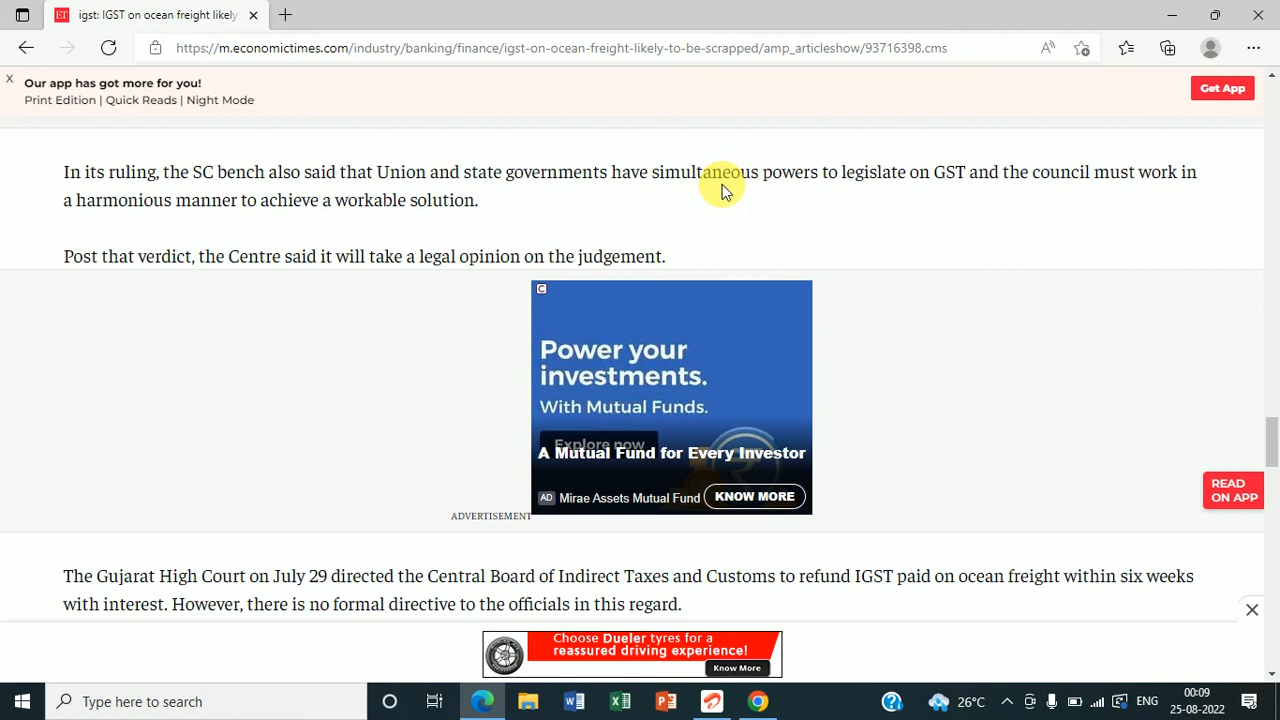 ET igst: IGST on ocean freight likely
https://m.economictimes.com/industry/banking/finance/igst-on-ocean-freight-likely-to-be-scrapped/amp_articleshow/93716398.cms
X Our app has got more for you!
Print Edition | Quick Reads | Night Mode
Get App
In its ruling, the SC bench also said that Union and state governments have simultaneous powers to legislate on GST and the council must work in
a harmonious manner to achieve a workable solution.
Post that verdict, the Centre said it will take a legal opinion on the judgement.
Power your
investments.
With Mutual Funds.
Explore now
A Mutual Fund for Every Investor
AD Mirae Assets Mutual Fund KNOW MORE
ADVERTISEMENT
READ
ON APP
The Gujarat High Court on July 29 directed the Central Board of Indirect Taxes and Customs to refund IGST paid on ocean freight within six weeks
with interest. However, there is no formal directive to the officials in this regard.
Choose Dueler tyres for a
reassured driving experience!
Know More
Type here to search
26°C
ENG
00:09
25-08-2022